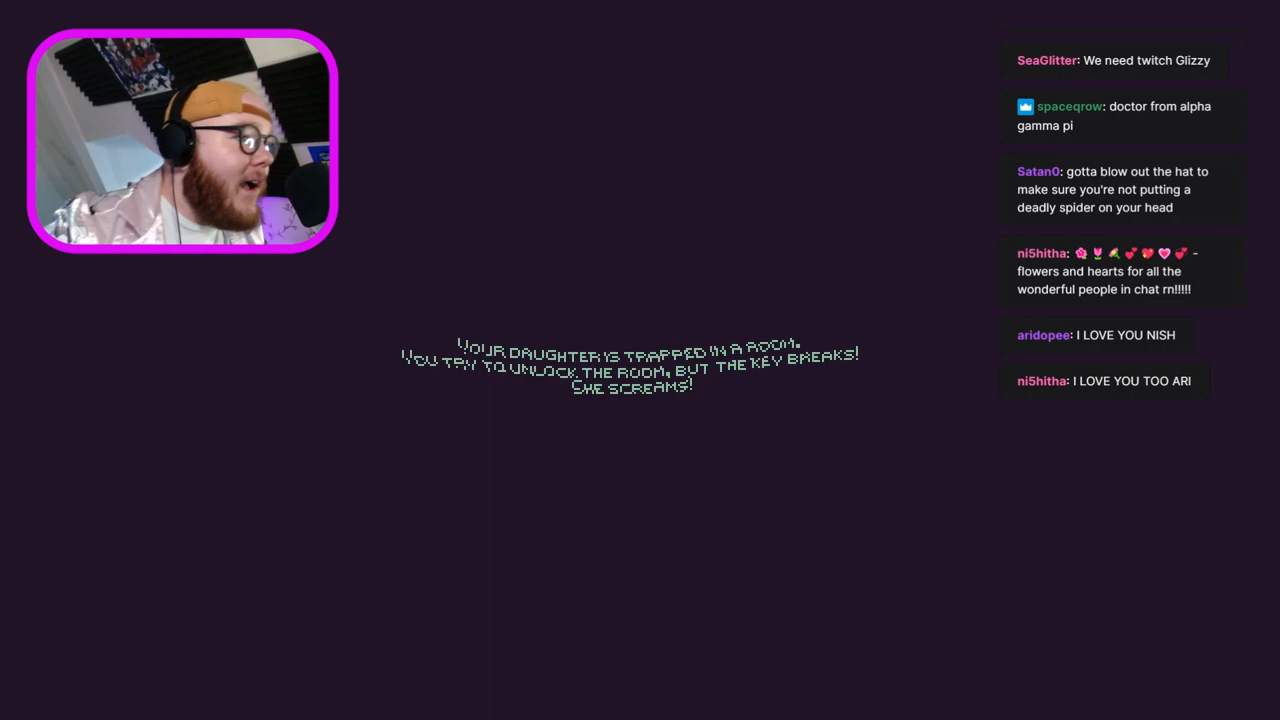 YOUR DAUGHTER IS TRAPPED IN A ROOM.
YOU TRY TO UNLOCK THE ROOM, BUT THE KEY BREAKS!
SHE SCREAMS!
SeaGlitter: We need twitch Glizzy
spaceqrow: doctor from alpha
gamma pi
Satan0: gotta blow out the hat to
make sure you're not putting a
deadly spider on your head
ni5hitha: 🌺 🌷 💐 💕 💖 💗 💞 -
flowers and hearts for all the
wonderful people in chat rn!!!!!
aridopee: I LOVE YOU NISH
ni5hitha: I LOVE YOU TOO ARI